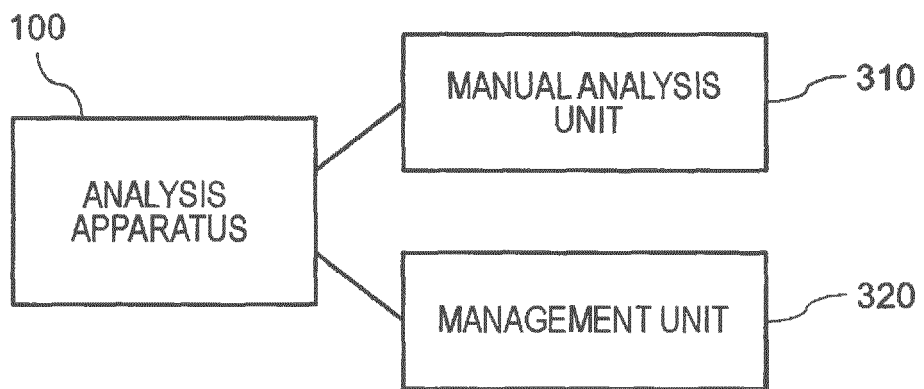 100
ANALYSIS
APPARATUS
MANUAL ANALYSIS
UNIT
310
MANAGEMENT UNIT
320